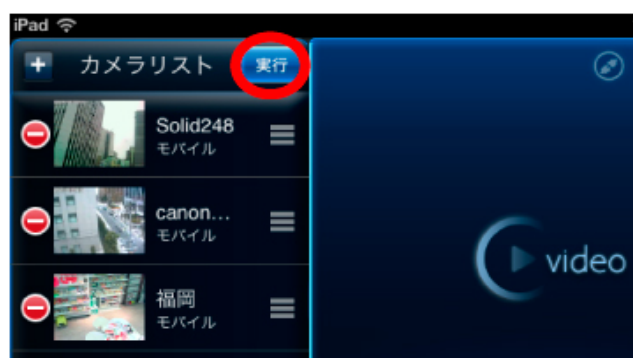 iPad
カメラリスト 実行
Solid248
モバイル
canon...
モバイル
福岡
モバイル
video